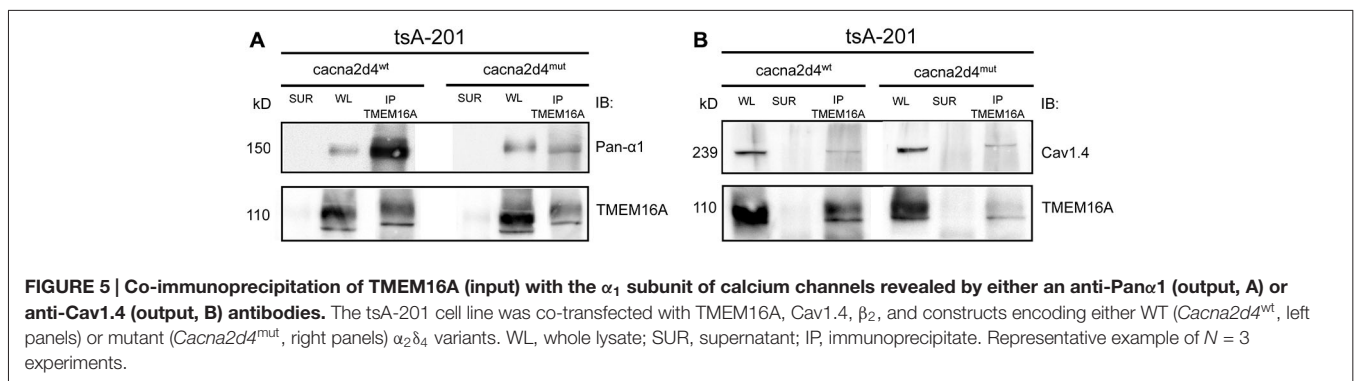 A
tsA-201
cacna2d4wt cacna2d4mut
kD SUR WL IP TMEM16A SUR WL IP TMEM16A IB:
150 Pan-α1
110 TMEM16A
B
tsA-201
cacna2d4wt cacna2d4mut
kD WL SUR IP TMEM16A WL SUR IP TMEM16A IB:
239 Cav1.4
110 TMEM16A
FIGURE 5 | Co-immunoprecipitation of TMEM16A (input) with the α1 subunit of calcium channels revealed by either an anti-Panα1 (output, A) or
anti-Cav1.4 (output, B) antibodies. The tsA-201 cell line was co-transfected with TMEM16A, Cav1.4, β2, and constructs encoding either WT (Cacna2d4wt, left
panels) or mutant (Cacna2d4mut, right panels) α2δ4 variants. WL, whole lysate; SUR, supernatant; IP, immunoprecipitate. Representative example of N = 3
experiments.